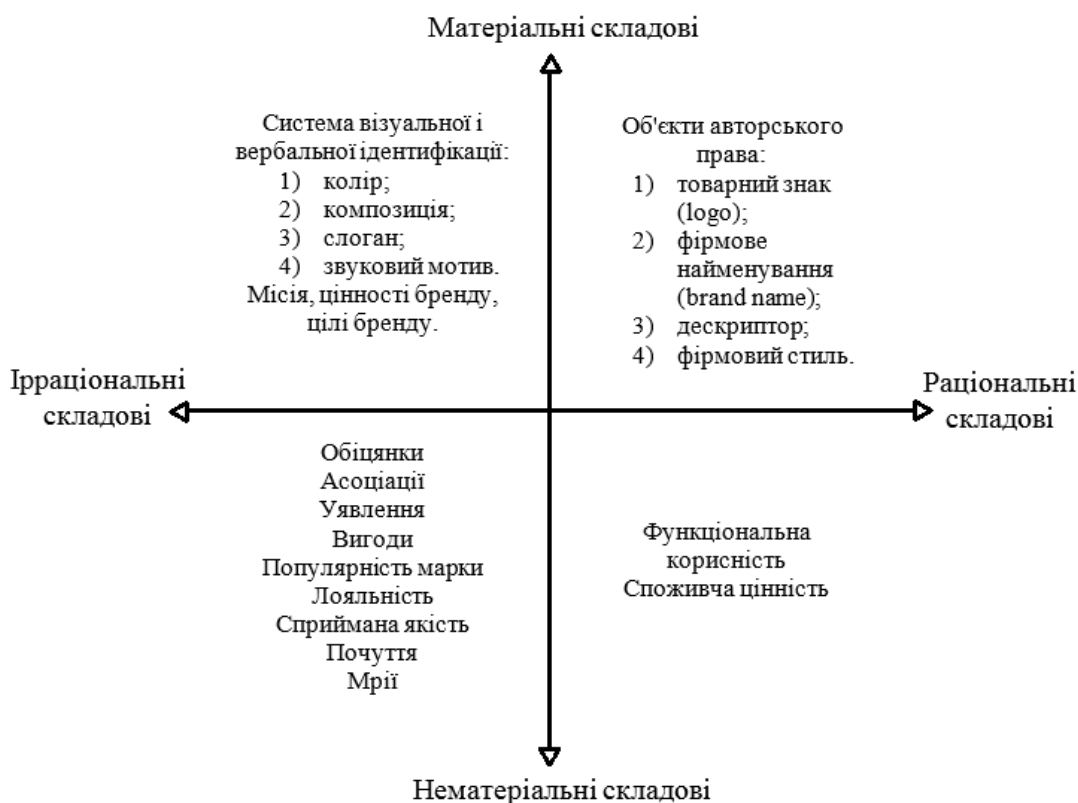 Матеріальні складові
Система візуальної і
вербальної ідентифікації:
1) колір;
2) композиція;
3) слоган;
4) звуковий мотив.
Місія, цінності бренду,
цілі бренду.
Об'єкти авторського
права:
1) товарний знак
(logo);
2) фірмове
найменування
(brand name);
3) дескриптор;
4) фірмовий стиль.
Ірраціональні
складові
Раціональні
складові
Обіцянки
Асоціації
Уявлення
Вигоди
Популярність марки
Лояльність
Сприймана якість
Почуття
Мрії
Функціональна
корисність
Споживча цінність
Нематеріальні складові